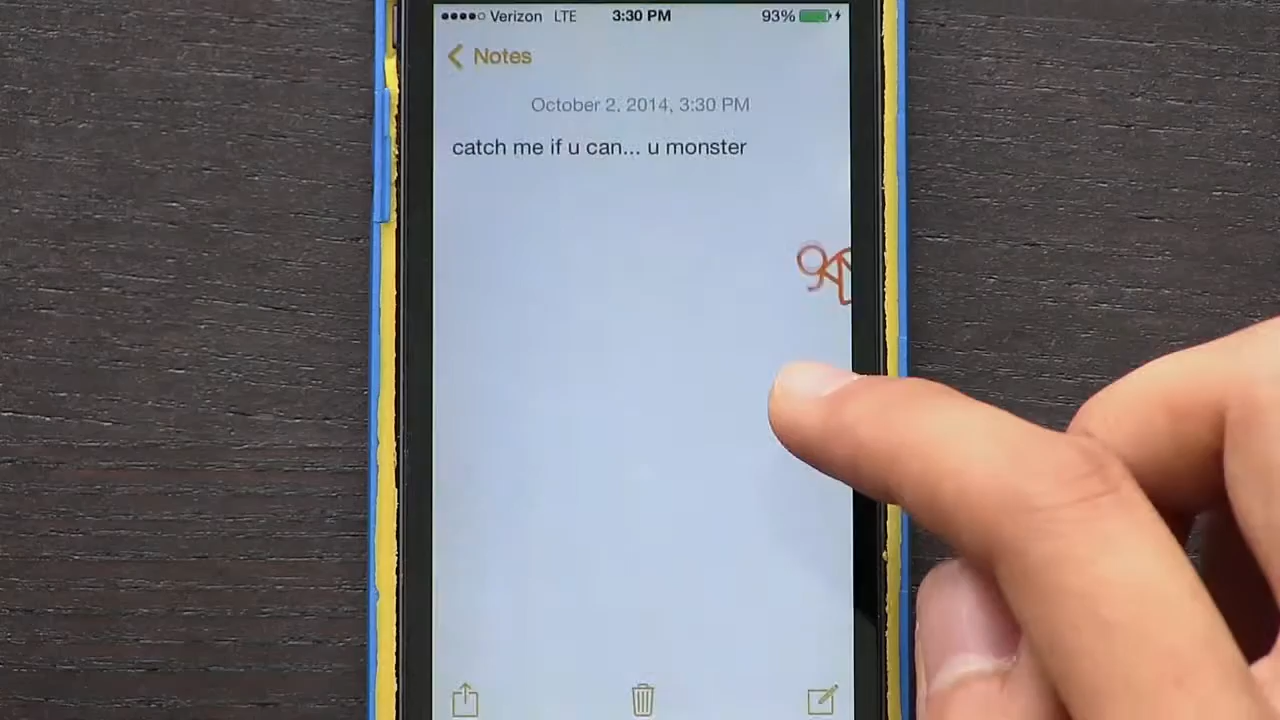 Verizon LTE 3:30 PM 93%
Notes
October 2, 2014, 3:30 PM
catch me if u can... u monster